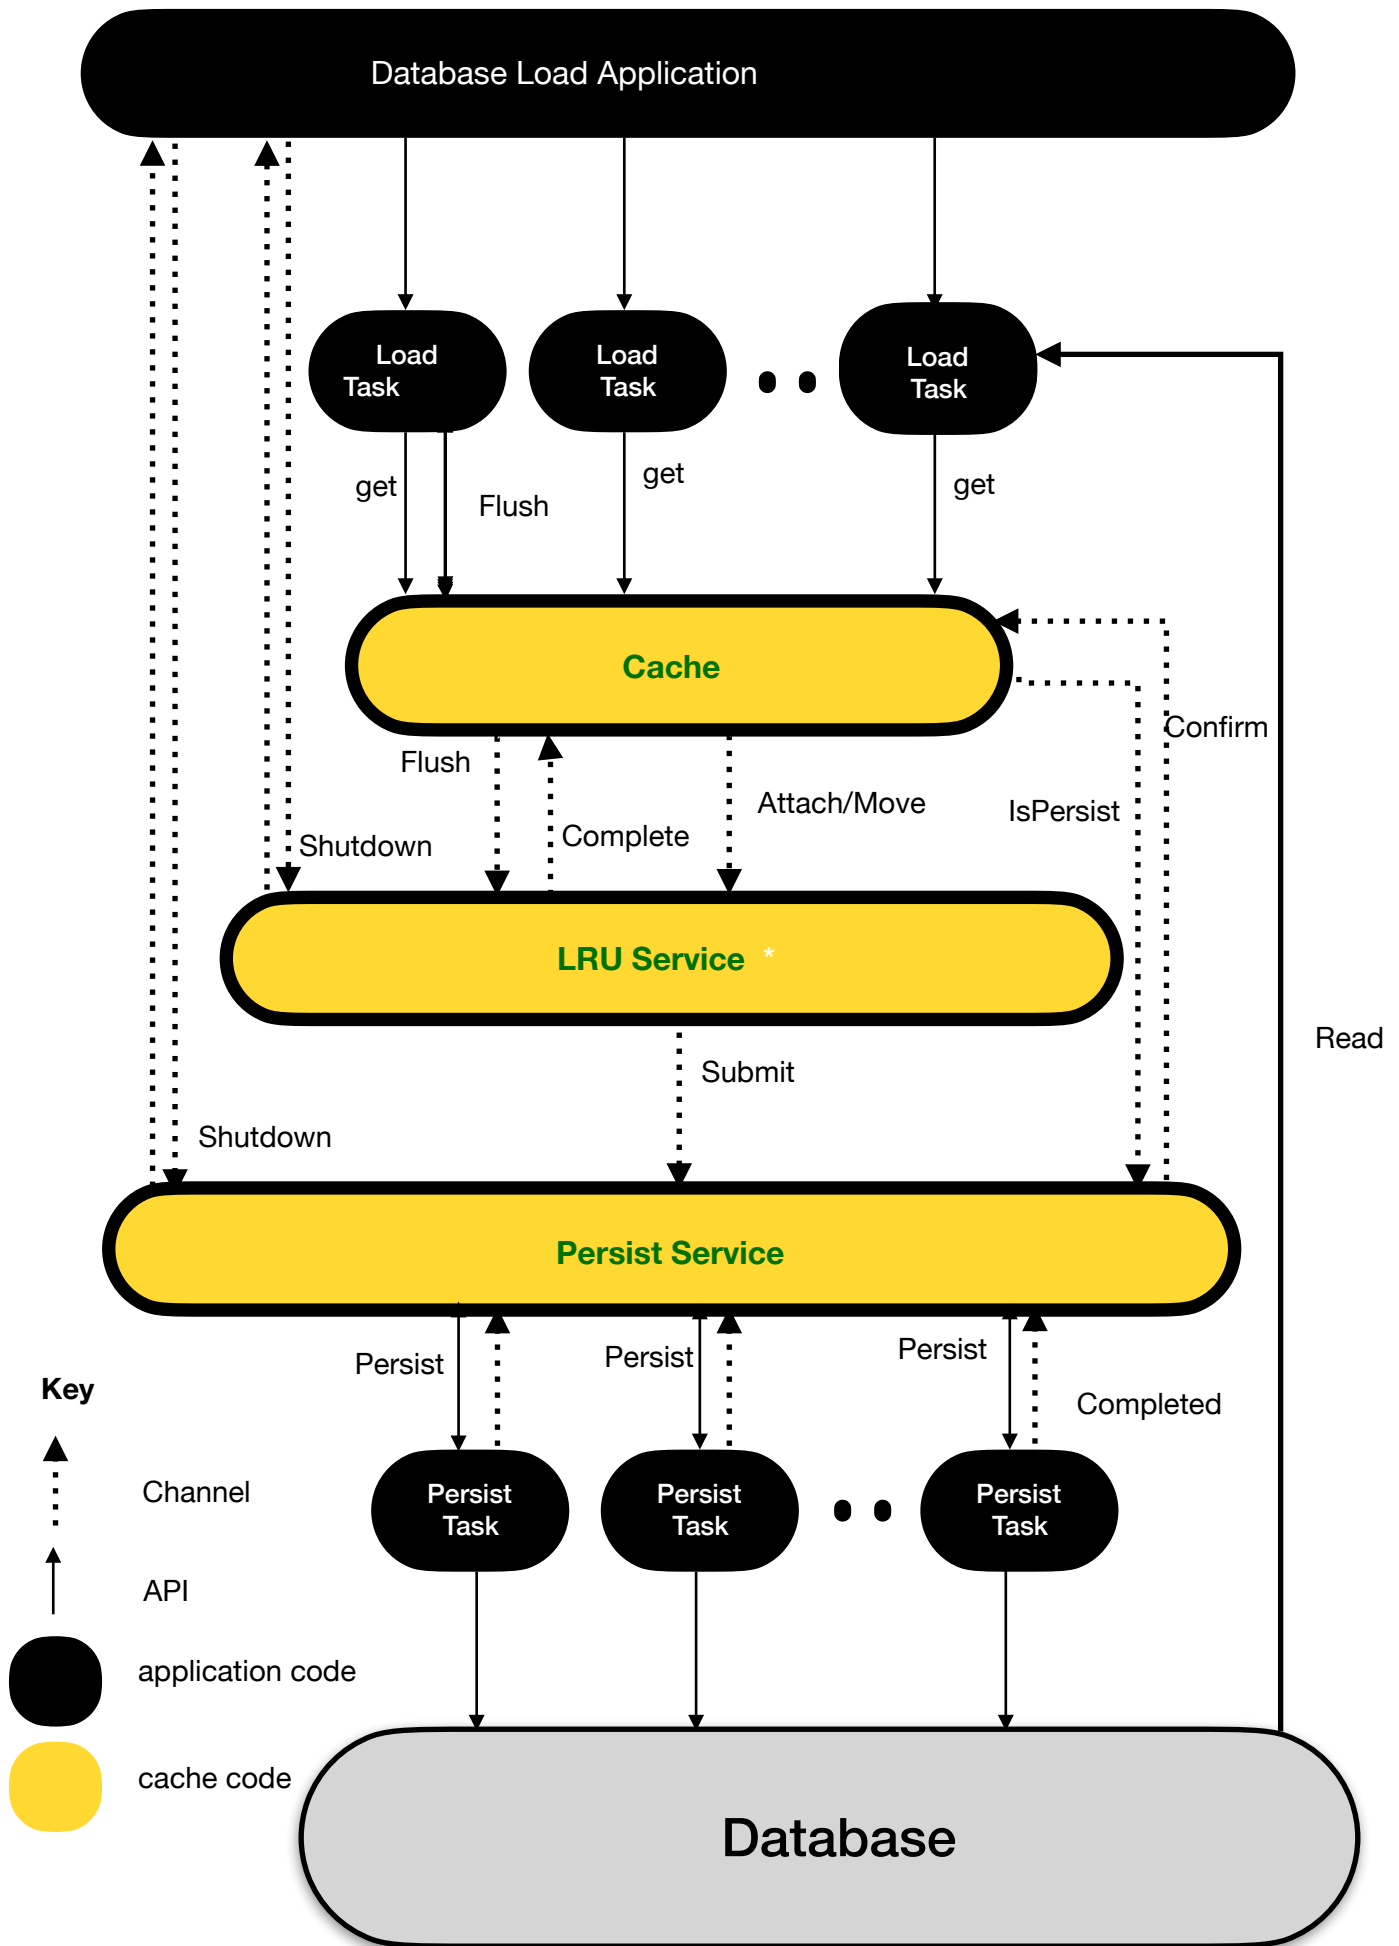 Database Load Application
Load
Task
Load
Task
Load
Task
get
Flush
get
get
Cache
Flush
Complete
Attach/Move
IsPersist
Confirm
Shutdown
LRU Service *
Submit
Read
Shutdown
Persist Service
Persist
Persist
Persist
Completed
Persist
Task
Persist
Task
Persist
Task
Key
Channel
API
application code
cache code
Database